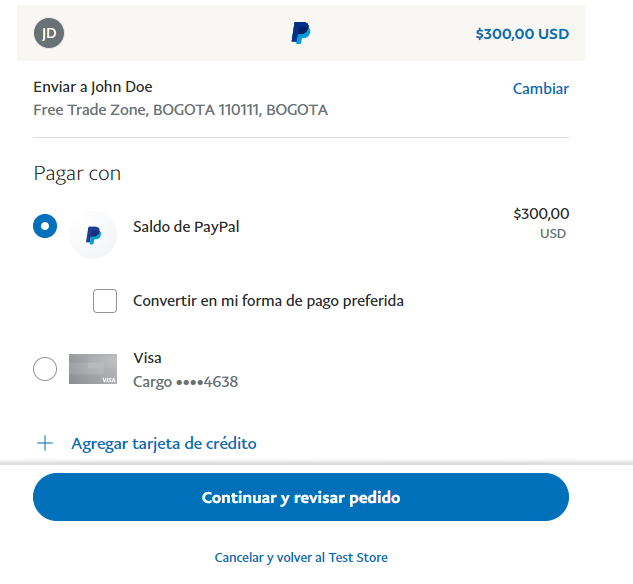 JD
$300,00 USD
Enviar a John Doe
Cambiar
Free Trade Zone, BOGOTA 110111, BOGOTA
Pagar con
Saldo de PayPal
$300,00
USD
Convertir en mi forma de pago preferida
VISA
Visa
Cargo ••••4638
+ Agregar tarjeta de crédito
Continuar y revisar pedido
Cancelar y volver al Test Store